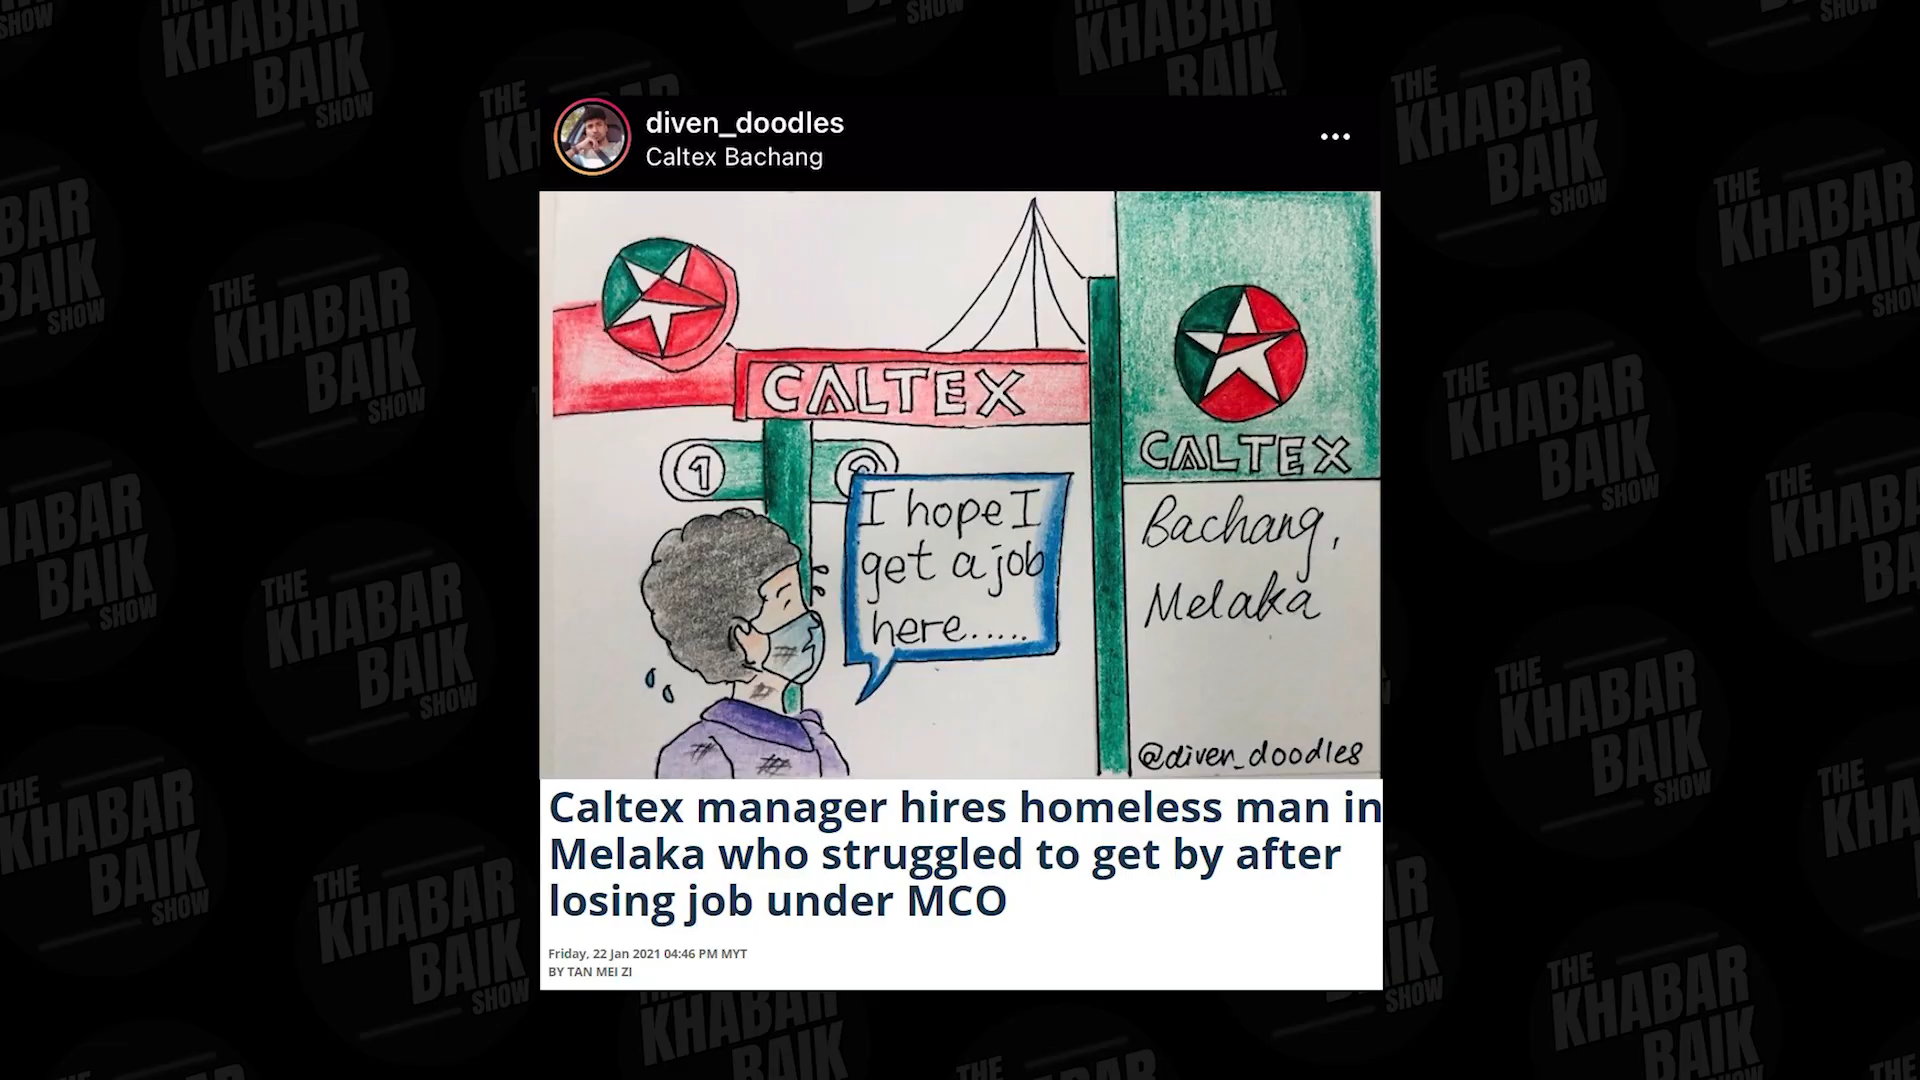 diven_doodles
Caltex Bachang
CALTEX
CALTEX
1
I hope I
get a job
here.....
Bachang,
Melaka
@diven_doodles
Caltex manager hires homeless man in
Melaka who struggled to get by after
losing job under MCO
Friday, 22 Jan 2021 04:46 PM MYT
BY TAN MEI ZI
THE
KHABAR
BAIK
SHOW